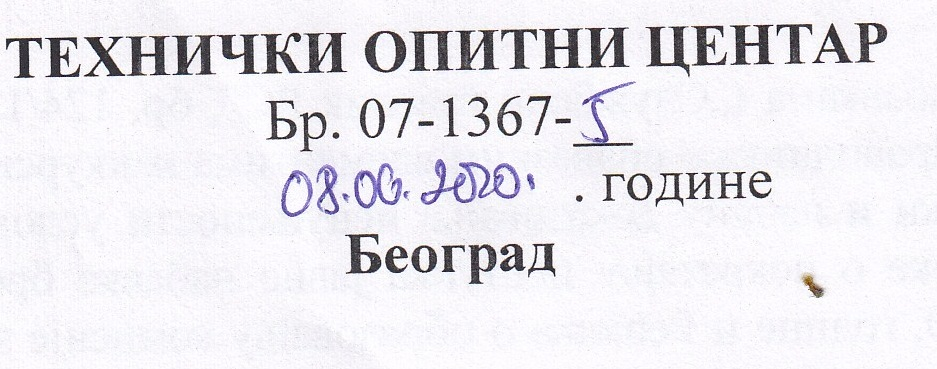 ТЕХНИЧКИ ОПИТНИ ЦЕНТАР
Бр. 07-1367-5
08.06.2020. . године
Београд